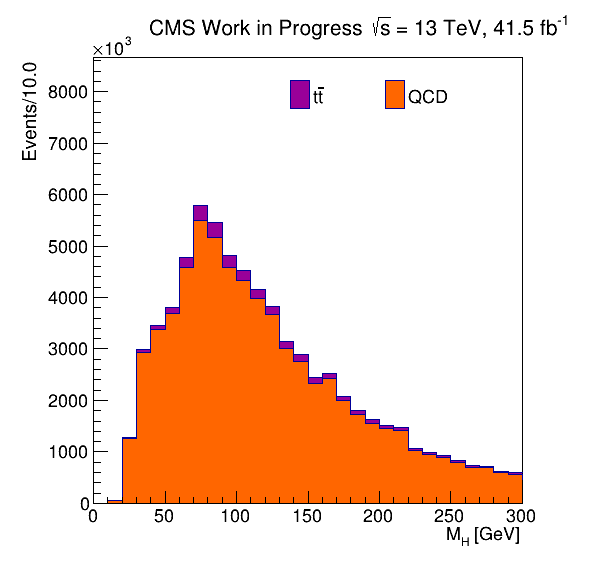 CMS Work in Progress √s = 13 TeV, 41.5 fb⁻¹
×10³
Events/10.0
tt̄ QCD
8000
7000
6000
5000
4000
3000
2000
1000
0
0 50 100 150 200 250 300
M_H [GeV]